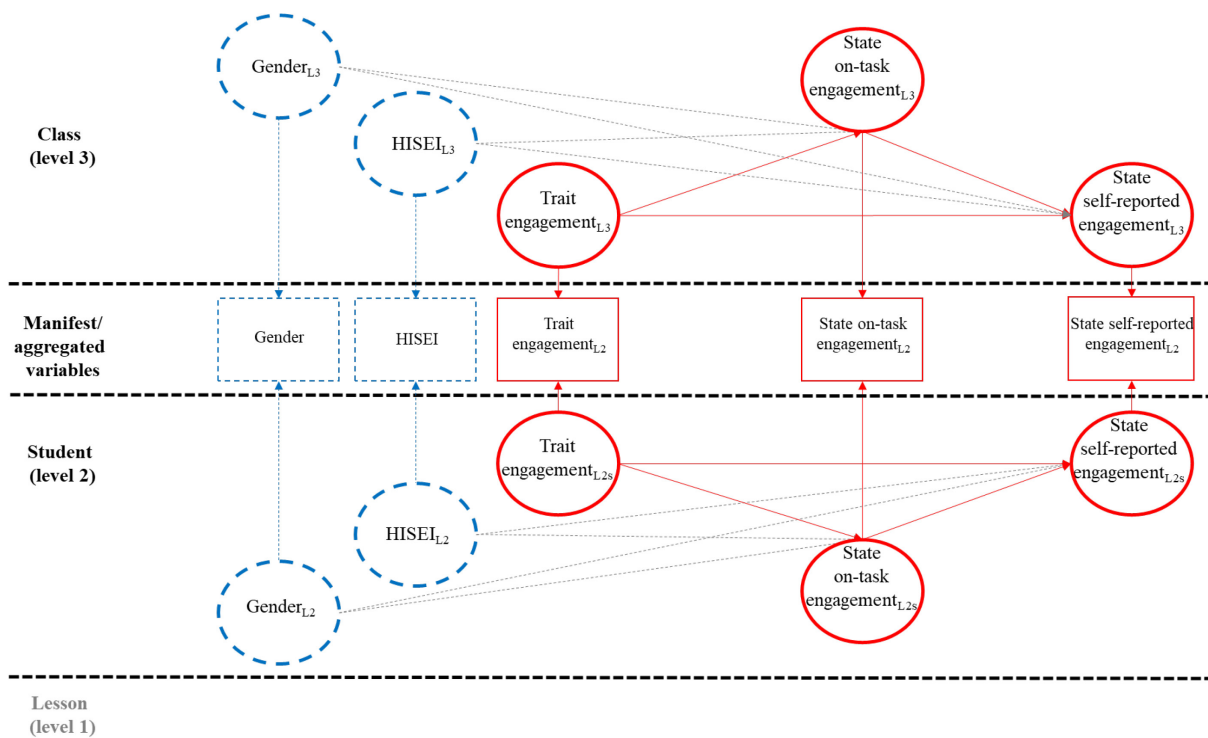 Gender_L3
State
on-task
engagement_L3
Class
(level 3)
HISEI_L3
Trait
engagement_L3
State
self-reported
engagement_L3
Manifest/
aggregated
variables
Gender
HISEI
Trait
engagement_L2
State on-task
engagement_L2
State self-reported
engagement_L2
Student
(level 2)
Trait
engagement_L2s
State
self-reported
engagement_L2s
HISEI_L2
Gender_L2
State
on-task
engagement_L2s
Lesson
(level 1)